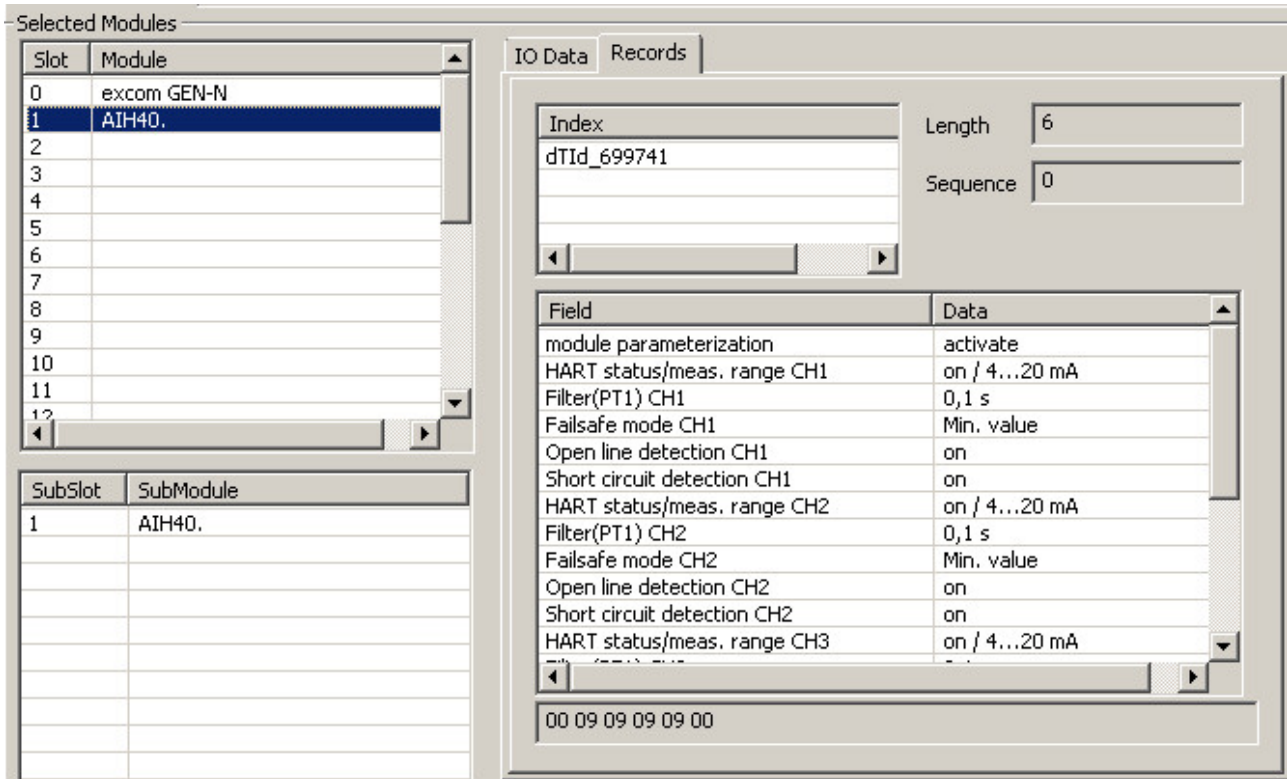 Selected Modules
Slot Module
0 excom GEN-N
1 AIH40.
2
3
4
5
6
7
8
9
10
11
12
SubSlot SubModule
1 AIH40.
IO Data Records
Index
dTId_699741
Length 6
Sequence 0
Field Data
module parameterization activate
HART status/meas. range CH1 on / 4...20 mA
Filter(PT1) CH1 0,1 s
Failsafe mode CH1 Min. value
Open line detection CH1 on
Short circuit detection CH1 on
HART status/meas. range CH2 on / 4...20 mA
Filter(PT1) CH2 0,1 s
Failsafe mode CH2 Min. value
Open line detection CH2 on
Short circuit detection CH2 on
HART status/meas. range CH3 on / 4...20 mA
00 09 09 09 09 00